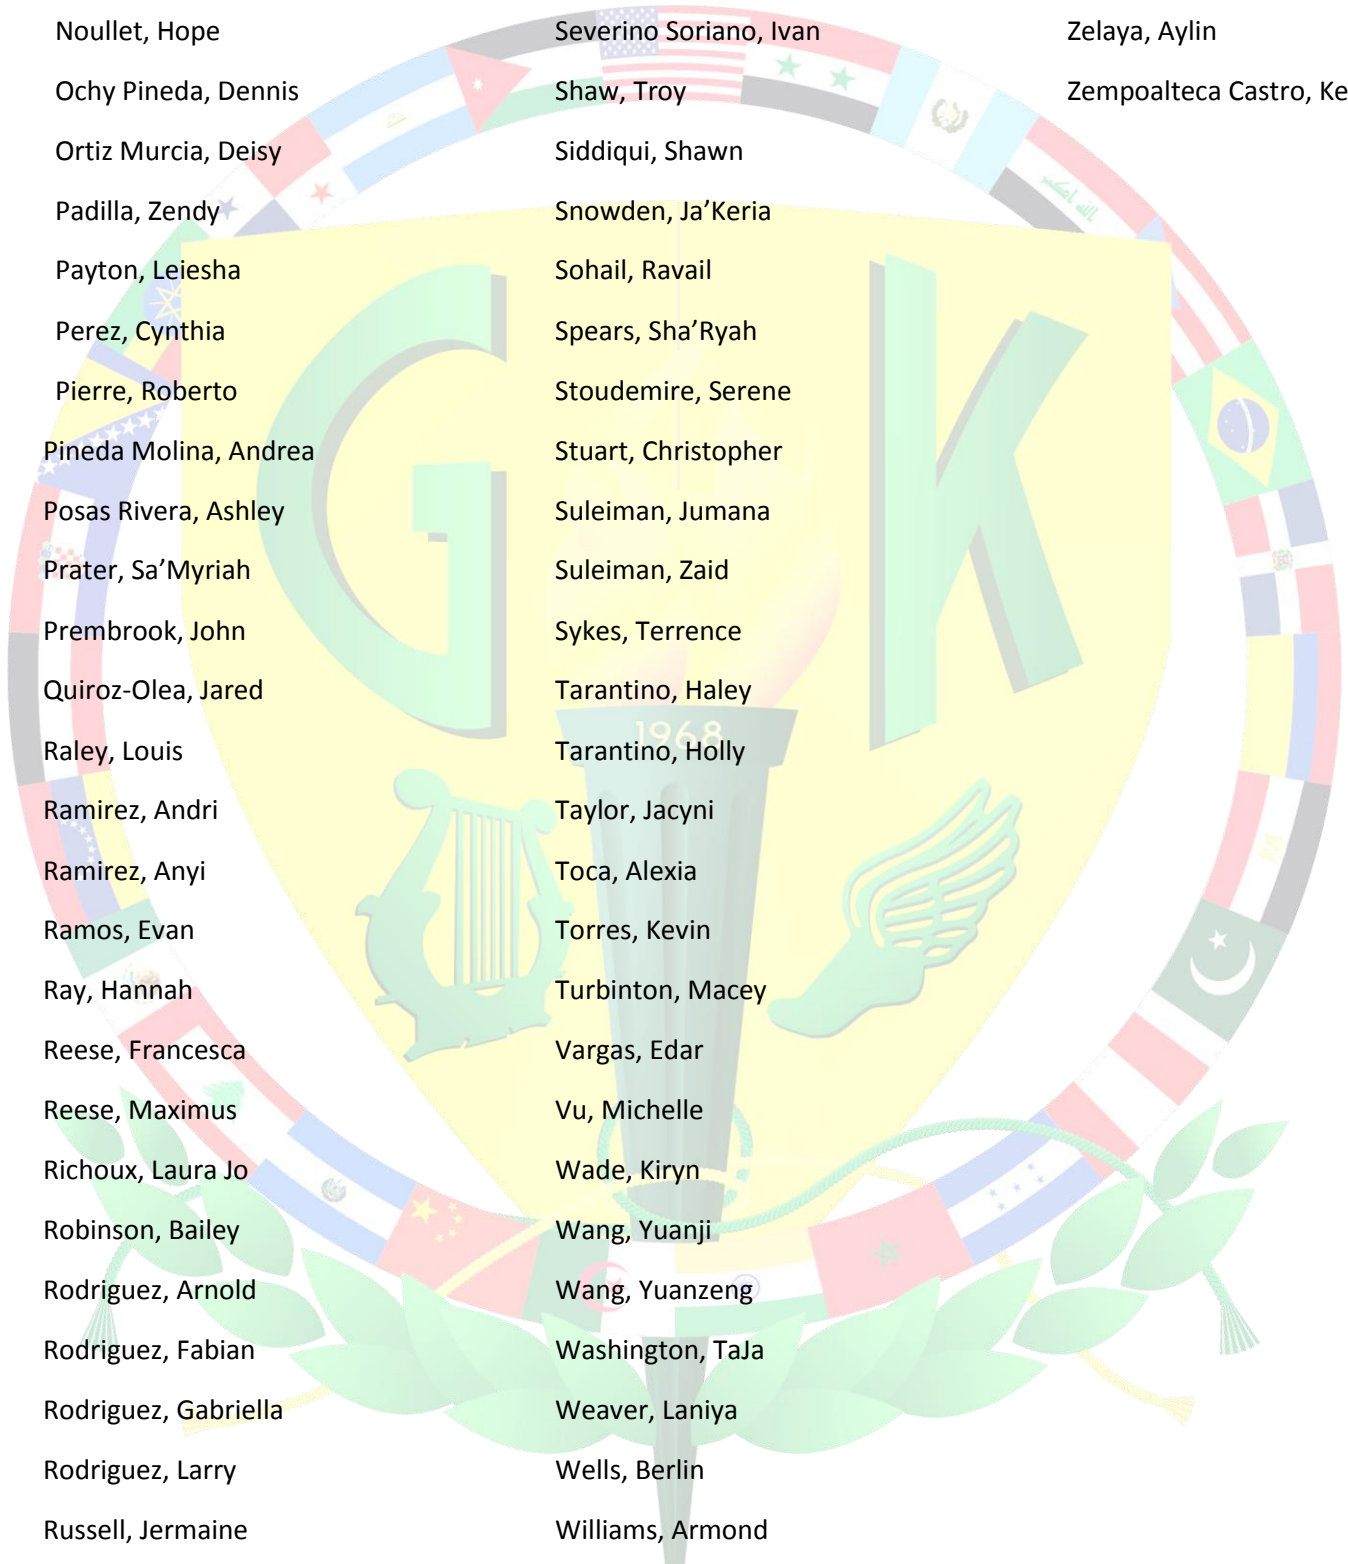 Noullet, Hope
Ochy Pineda, Dennis
Ortiz Murcia, Deisy
Padilla, Zendy
Payton, Leiesha
Perez, Cynthia
Pierre, Roberto
Pineda Molina, Andrea
Posas Rivera, Ashley
Prater, Sa’Myriah
Prembrook, John
Quiroz-Olea, Jared
Raley, Louis
Ramirez, Andri
Ramirez, Anyi
Ramos, Evan
Ray, Hannah
Reese, Francesca
Reese, Maximus
Richoux, Laura Jo
Robinson, Bailey
Rodriguez, Arnold
Rodriguez, Fabian
Rodriguez, Gabriella
Rodriguez, Larry
Russell, Jermaine
Severino Soriano, Ivan
Shaw, Troy
Siddiqui, Shawn
Snowden, Ja’Keria
Sohail, Ravail
Spears, Sha’Ryah
Stoudemire, Serene
Stuart, Christopher
Suleiman, Jumana
Suleiman, Zaid
Sykes, Terrence
Tarantino, Haley
Tarantino, Holly
Taylor, Jacyni
Toca, Alexia
Torres, Kevin
Turbinton, Macey
Vargas, Edar
Vu, Michelle
Wade, Kiryn
Wang, Yuanji
Wang, Yuanzeng
Washington, TaJa
Weaver, Laniya
Wells, Berlin
Williams, Armond
Zelaya, Aylin
Zempoalteca Castro, Ke
G K
1968
الله اكبر